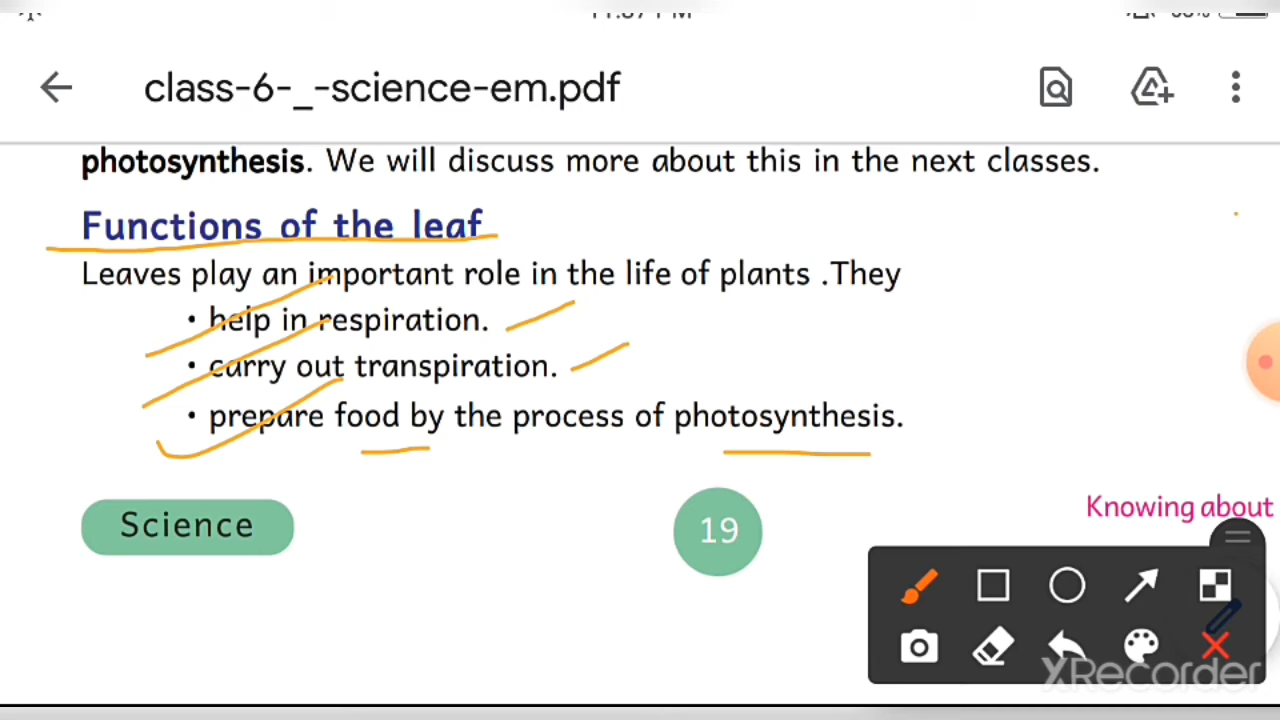 class-6-_-science-em.pdf
photosynthesis. We will discuss more about this in the next classes.
Functions of the leaf
Leaves play an important role in the life of plants .They
• help in respiration.
• carry out transpiration.
• prepare food by the process of photosynthesis.
Science
19
Knowing about
XRecorder